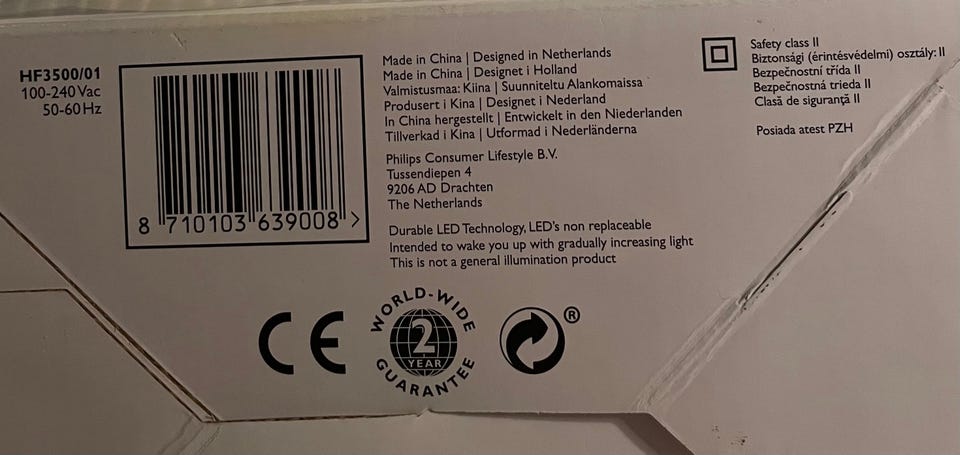 HF3500/01
100-240 Vac
50-60 Hz
8 710103 639008 >
Made in China | Designed in Netherlands
Made in China | Designet i Holland
Valmistusmaa: Kiina | Suunniteltu Alankomaissa
Produsert i Kina | Designet i Nederland
In China hergestellt | Entwickelt in den Niederlanden
Tillverkad i Kina | Utformad i Nederländerna
Philips Consumer Lifestyle B.V.
Tussendiepen 4
9206 AD Drachten
The Netherlands
Durable LED Technology, LED's non replaceable
Intended to wake you up with gradually increasing light
This is not a general illumination product
Safety class II
Biztonsági (érintésvédelmi) osztály: II
Bezpečnostní třída II
Bezpečnostná trieda II
Clasă de siguranţă II
Posiada atest PZH
CE
WORLD-WIDE
2
YEAR
GUARANTEE
®